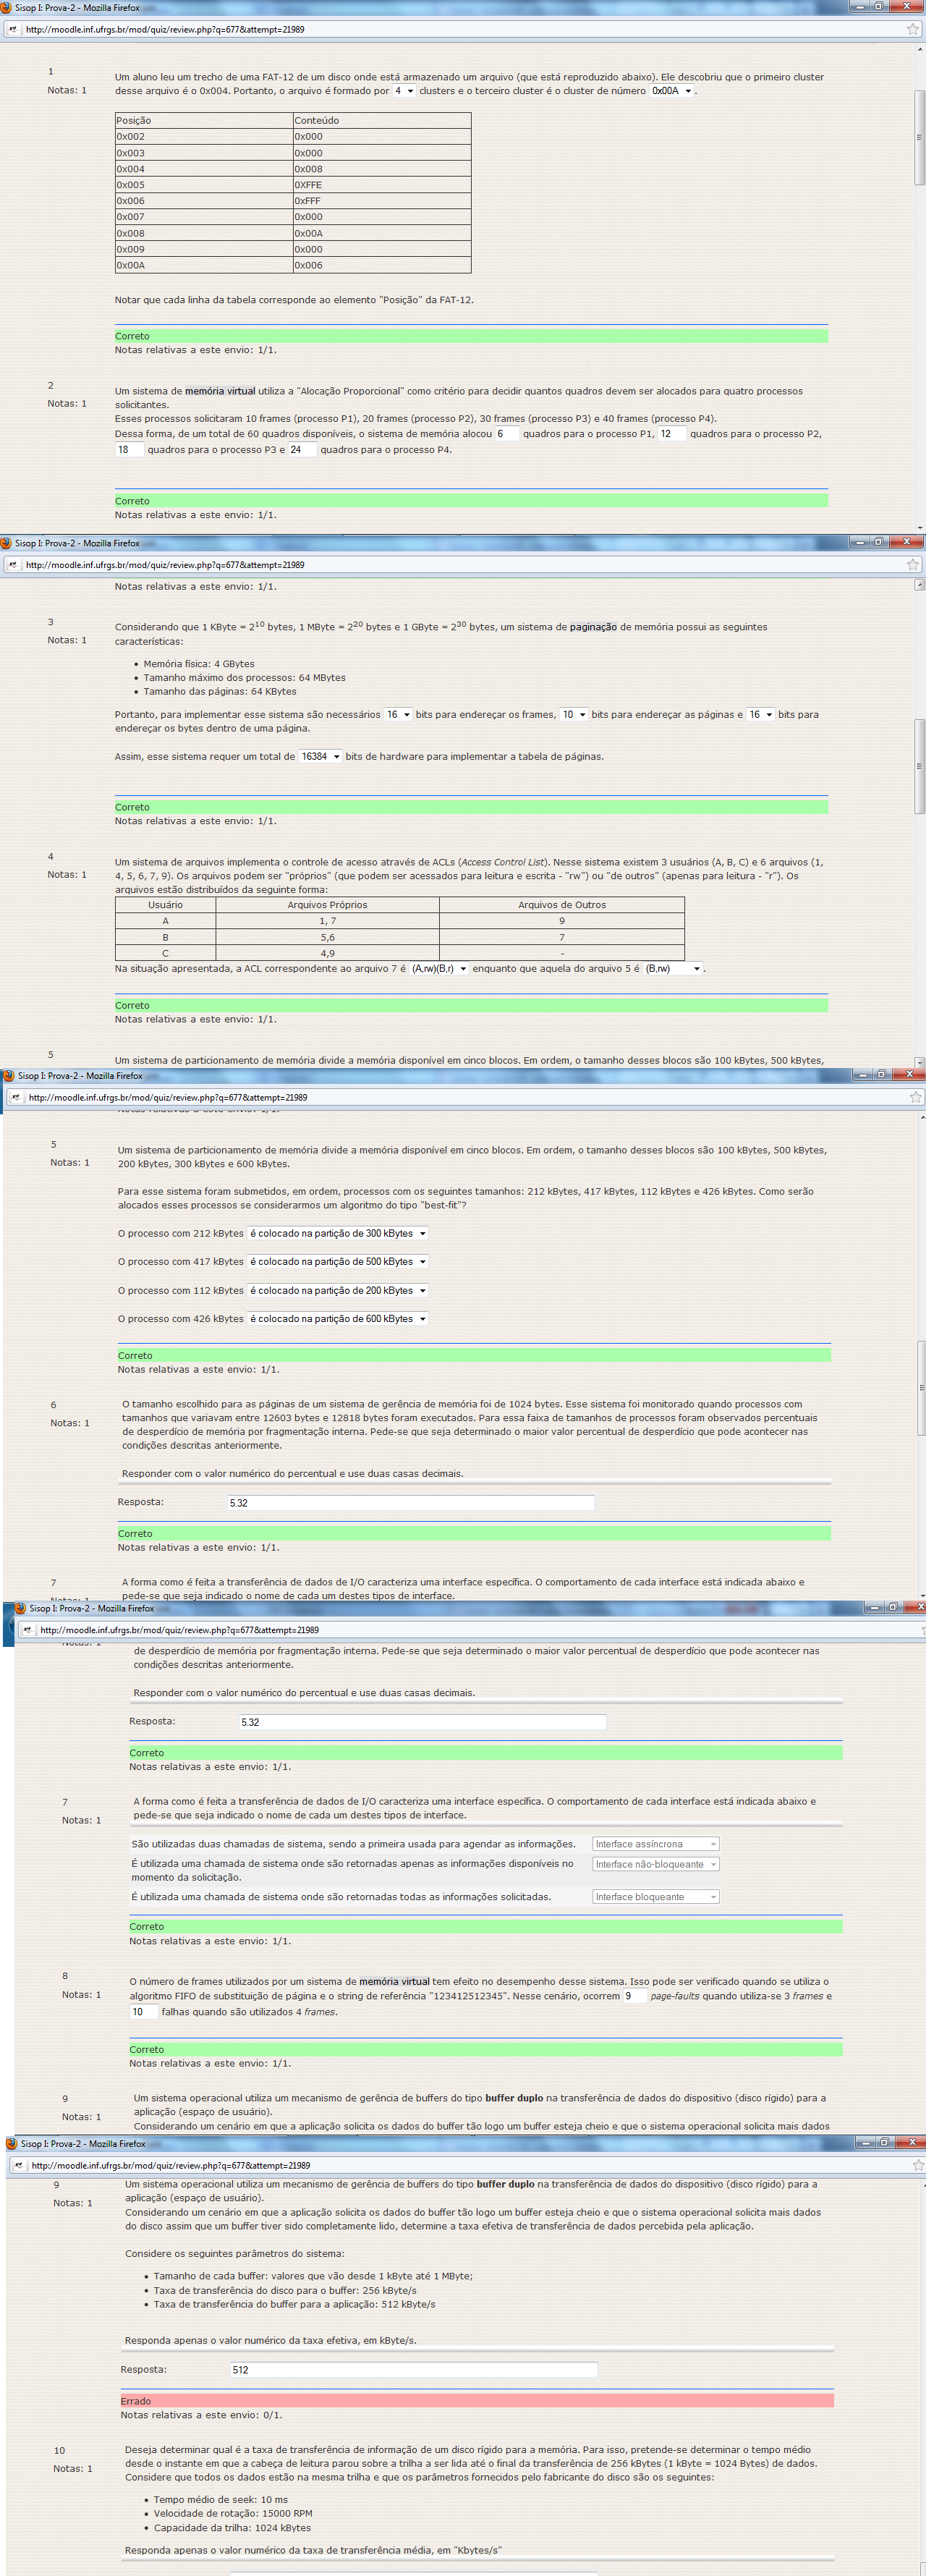 Sisop I: Prova-2 - Mozilla Firefox
http://moodle.inf.ufrgs.br/mod/quiz/review.php?q=677&attempt=21989
1
Notas: 1
Um aluno leu um trecho de uma FAT-12 de um disco onde está armazenado um arquivo (que está reproduzido abaixo). Ele descobriu que o primeiro cluster
desse arquivo é o 0x004. Portanto, o arquivo é formado por 4 clusters e o terceiro cluster é o cluster de número 0x00A .
Posição Conteúdo
0x002 0x000
0x003 0x000
0x004 0x008
0x005 0XFFE
0x006 0xFFF
0x007 0x000
0x008 0x00A
0x009 0x000
0x00A 0x006
Notar que cada linha da tabela corresponde ao elemento "Posição" da FAT-12.
Correto
Notas relativas a este envio: 1/1.
2
Notas: 1
Um sistema de memória virtual utiliza a "Alocação Proporcional" como critério para decidir quantos quadros devem ser alocados para quatro processos
solicitantes.
Esses processos solicitaram 10 frames (processo P1), 20 frames (processo P2), 30 frames (processo P3) e 40 frames (processo P4).
Dessa forma, de um total de 60 quadros disponíveis, o sistema de memória alocou 6 quadros para o processo P1, 12 quadros para o processo P2,
18 quadros para o processo P3 e 24 quadros para o processo P4.
Correto
Notas relativas a este envio: 1/1.
Sisop I: Prova-2 - Mozilla Firefox
http://moodle.inf.ufrgs.br/mod/quiz/review.php?q=677&attempt=21989
Notas relativas a este envio: 1/1.
3
Notas: 1
Considerando que 1 KByte = 2^10 bytes, 1 MByte = 2^20 bytes e 1 GByte = 2^30 bytes, um sistema de paginação de memória possui as seguintes
características:
• Memória física: 4 GBytes
• Tamanho máximo dos processos: 64 MBytes
• Tamanho das páginas: 64 KBytes
Portanto, para implementar esse sistema são necessários 16 bits para endereçar os frames, 10 bits para endereçar as páginas e 16 bits para
endereçar os bytes dentro de uma página.
Assim, esse sistema requer um total de 16384 bits de hardware para implementar a tabela de páginas.
Correto
Notas relativas a este envio: 1/1.
4
Notas: 1
Um sistema de arquivos implementa o controle de acesso através de ACLs (Access Control List). Nesse sistema existem 3 usuários (A, B, C) e 6 arquivos (1,
4, 5, 6, 7, 9). Os arquivos podem ser "próprios" (que podem ser acessados para leitura e escrita - "rw") ou "de outros" (apenas para leitura - "r"). Os
arquivos estão distribuídos da seguinte forma:
Usuário Arquivos Próprios Arquivos de Outros
A 1, 7 9
B 5,6 7
C 4,9 -
Na situação apresentada, a ACL correspondente ao arquivo 7 é (A,rw)(B,r) enquanto que aquela do arquivo 5 é (B,rw) .
Correto
Notas relativas a este envio: 1/1.
5
Um sistema de particionamento de memória divide a memória disponível em cinco blocos. Em ordem, o tamanho desses blocos são 100 kBytes, 500 kBytes,
Sisop I: Prova-2 - Mozilla Firefox
http://moodle.inf.ufrgs.br/mod/quiz/review.php?q=677&attempt=21989
Notas relativas a este envio: 1/1.
5
Notas: 1
Um sistema de particionamento de memória divide a memória disponível em cinco blocos. Em ordem, o tamanho desses blocos são 100 kBytes, 500 kBytes,
200 kBytes, 300 kBytes e 600 kBytes.
Para esse sistema foram submetidos, em ordem, processos com os seguintes tamanhos: 212 kBytes, 417 kBytes, 112 kBytes e 426 kBytes. Como serão
alocados esses processos se considerarmos um algoritmo do tipo "best-fit"?
O processo com 212 kBytes é colocado na partição de 300 kBytes
O processo com 417 kBytes é colocado na partição de 500 kBytes
O processo com 112 kBytes é colocado na partição de 200 kBytes
O processo com 426 kBytes é colocado na partição de 600 kBytes
Correto
Notas relativas a este envio: 1/1.
6
Notas: 1
O tamanho escolhido para as páginas de um sistema de gerência de memória foi de 1024 bytes. Esse sistema foi monitorado quando processos com
tamanhos que variavam entre 12603 bytes e 12818 bytes foram executados. Para essa faixa de tamanhos de processos foram observados percentuais
de desperdício de memória por fragmentação interna. Pede-se que seja determinado o maior valor percentual de desperdício que pode acontecer nas
condições descritas anteriormente.
Responder com o valor numérico do percentual e use duas casas decimais.
Resposta: 5.32
Correto
Notas relativas a este envio: 1/1.
7
Notas: 1
A forma como é feita a transferência de dados de I/O caracteriza uma interface específica. O comportamento de cada interface está indicada abaixo e
pede-se que seja indicado o nome de cada um destes tipos de interface.
Sisop I: Prova-2 - Mozilla Firefox
http://moodle.inf.ufrgs.br/mod/quiz/review.php?q=677&attempt=21989
Notas: 1
de desperdício de memória por fragmentação interna. Pede-se que seja determinado o maior valor percentual de desperdício que pode acontecer nas
condições descritas anteriormente.
Responder com o valor numérico do percentual e use duas casas decimais.
Resposta: 5.32
Correto
Notas relativas a este envio: 1/1.
7
Notas: 1
A forma como é feita a transferência de dados de I/O caracteriza uma interface específica. O comportamento de cada interface está indicada abaixo e
pede-se que seja indicado o nome de cada um destes tipos de interface.
São utilizadas duas chamadas de sistema, sendo a primeira usada para agendar as informações. Interface assíncrona
É utilizada uma chamada de sistema onde são retornadas apenas as informações disponíveis no Interface não-bloqueante
momento da solicitação.
É utilizada uma chamada de sistema onde são retornadas todas as informações solicitadas. Interface bloqueante
Correto
Notas relativas a este envio: 1/1.
8
Notas: 1
O número de frames utilizados por um sistema de memória virtual tem efeito no desempenho desse sistema. Isso pode ser verificado quando se utiliza o
algoritmo FIFO de substituição de página e o string de referência "123412512345". Nesse cenário, ocorrem 9 page-faults quando utiliza-se 3 frames e
10 falhas quando são utilizados 4 frames.
Correto
Notas relativas a este envio: 1/1.
9
Notas: 1
Um sistema operacional utiliza um mecanismo de gerência de buffers do tipo buffer duplo na transferência de dados do dispositivo (disco rígido) para a
aplicação (espaço de usuário).
Considerando um cenário em que a aplicação solicita os dados do buffer tão logo um buffer esteja cheio e que o sistema operacional solicita mais dados
Sisop I: Prova-2 - Mozilla Firefox
http://moodle.inf.ufrgs.br/mod/quiz/review.php?q=677&attempt=21989
9
Notas: 1
Um sistema operacional utiliza um mecanismo de gerência de buffers do tipo buffer duplo na transferência de dados do dispositivo (disco rígido) para a
aplicação (espaço de usuário).
Considerando um cenário em que a aplicação solicita os dados do buffer tão logo um buffer esteja cheio e que o sistema operacional solicita mais dados
do disco assim que um buffer tiver sido completamente lido, determine a taxa efetiva de transferência de dados percebida pela aplicação.
Considere os seguintes parâmetros do sistema:
• Tamanho de cada buffer: valores que vão desde 1 kByte até 1 MByte;
• Taxa de transferência do disco para o buffer: 256 kByte/s
• Taxa de transferência do buffer para a aplicação: 512 kByte/s
Responda apenas o valor numérico da taxa efetiva, em kByte/s.
Resposta: 512
Errado
Notas relativas a este envio: 0/1.
10
Notas: 1
Deseja determinar qual é a taxa de transferência de informação de um disco rígido para a memória. Para isso, pretende-se determinar o tempo médio
desde o instante em que a cabeça de leitura parou sobre a trilha a ser lida até o final da transferência de 256 kBytes (1 kByte = 1024 Bytes) de dados.
Considere que todos os dados estão na mesma trilha e que os parâmetros fornecidos pelo fabricante do disco são os seguintes:
• Tempo médio de seek: 10 ms
• Velocidade de rotação: 15000 RPM
• Capacidade da trilha: 1024 kBytes
Responda apenas o valor numérico da taxa de transferência média, em "Kbytes/s"